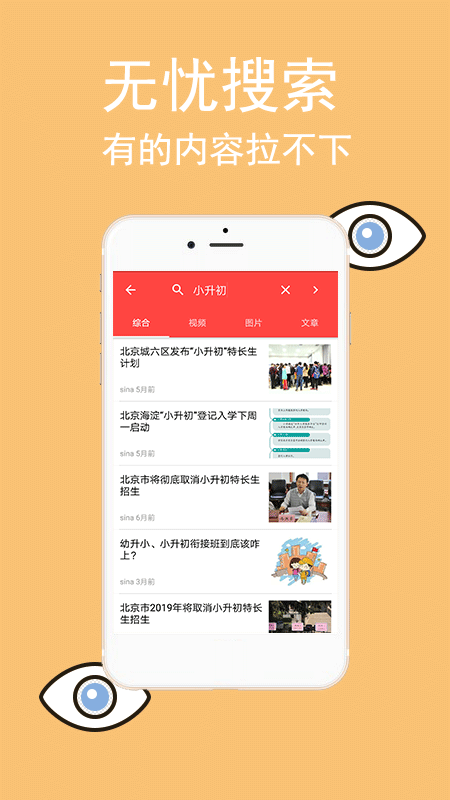 无忧搜索
有的内容拉不下
小升初
综合 视频 图片 文章
北京城六区发布“小升初”特长生
计划
sina 5月前
北京海淀“小升初”登记入学下周
一启动
sina 5月前
北京市将彻底取消小升初特长生
招生
sina 6月前
幼升小、小升初衔接班到底该咋
上？
sina 3月前
北京市2019年将取消小升初特长
生招生